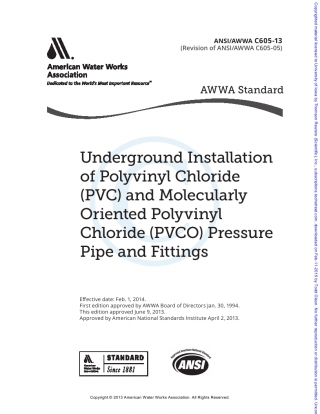 ANSI/AWWA C605-13
(Revision of ANSI/AWWA C605-05)
American Water Works
Association
Dedicated to the World's Most Important Resource
AWWA Standard
Underground Installation
of Polyvinyl Chloride
(PVC) and Molecularly
Oriented Polyvinyl
Chloride (PVCO) Pressure
Pipe and Fittings
Effective date: Feb. 1, 2014.
First edition approved by AWWA Board of Directors Jan. 30, 1994.
This edition approved June 9, 2013.
Approved by American National Standards Institute April 2, 2013.
American Water Works
Association
STANDARD
Since 1881
ANSI
Copyright © 2013 American Water Works Association. All Rights Reserved.